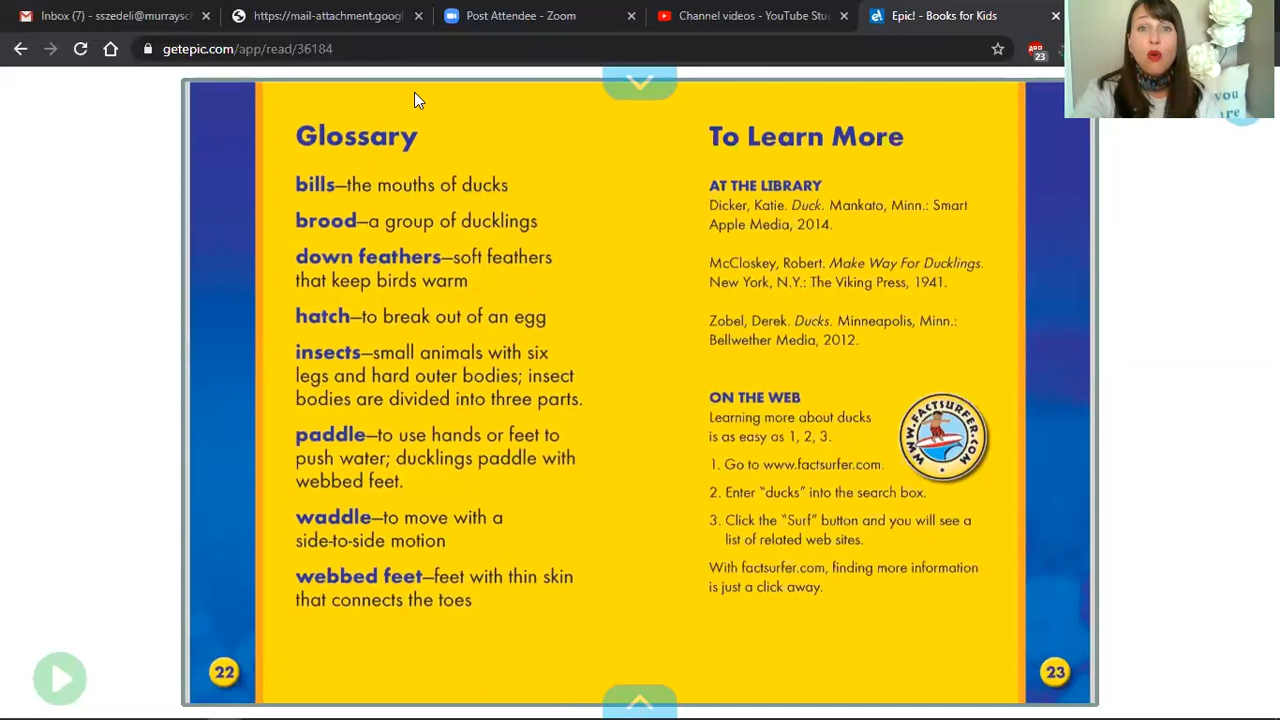 Inbox (7) - sszedeli@murraysch
https://mail-attachment.googl
Post Attendee - Zoom
Channel videos - YouTube Stu
Epic! - Books for Kids
getepic.com/app/read/36184
ABO
23
you
are
Glossary
bills—the mouths of ducks
brood—a group of ducklings
down feathers—soft feathers
that keep birds warm
hatch—to break out of an egg
insects—small animals with six
legs and hard outer bodies; insect
bodies are divided into three parts.
paddle—to use hands or feet to
push water; ducklings paddle with
webbed feet.
waddle—to move with a
side-to-side motion
webbed feet—feet with thin skin
that connects the toes
22
To Learn More
AT THE LIBRARY
Dicker, Katie. Duck. Mankato, Minn.: Smart
Apple Media, 2014.
McCloskey, Robert. Make Way For Ducklings.
New York, N.Y.: The Viking Press, 1941.
Zobel, Derek. Ducks. Minneapolis, Minn.:
Bellwether Media, 2012.
ON THE WEB
Learning more about ducks
is as easy as 1, 2, 3.
WWW.FACTSURFER.COM
1. Go to www.factsurfer.com.
2. Enter “ducks” into the search box.
3. Click the “Surf” button and you will see a
list of related web sites.
With factsurfer.com, finding more information
is just a click away.
23